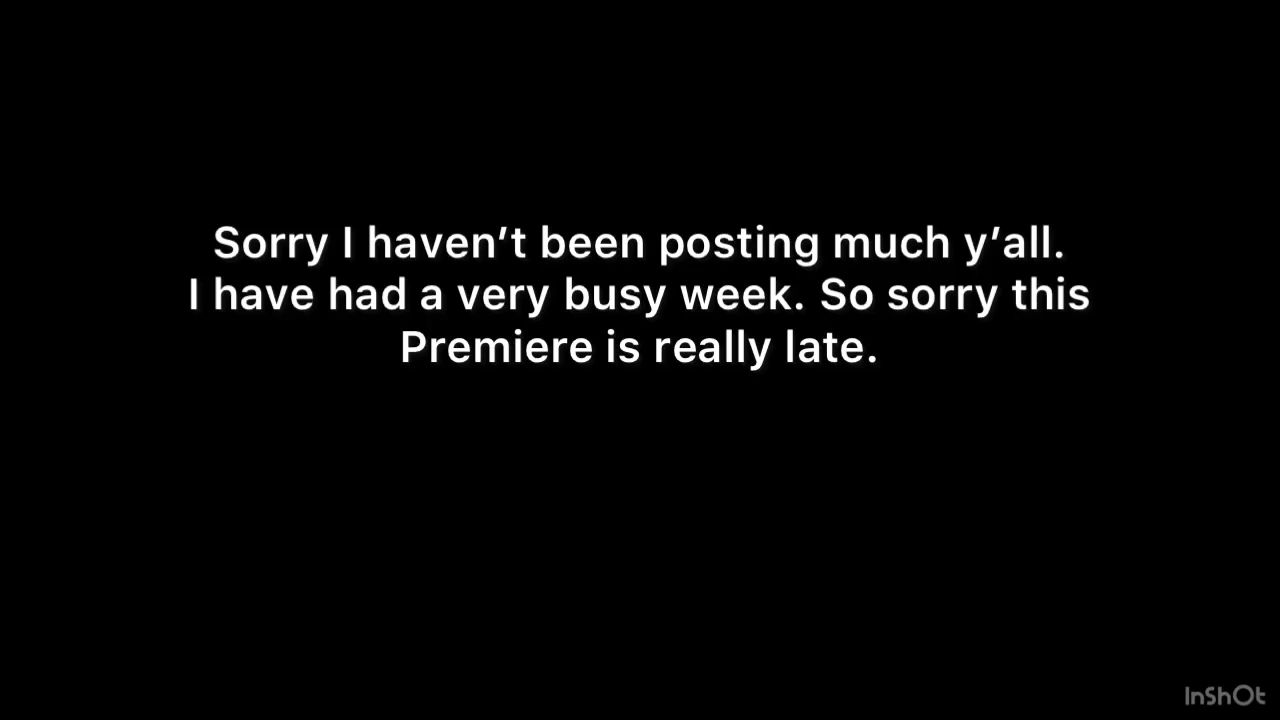 Sorry I haven’t been posting much y’all.
I have had a very busy week. So sorry this
Premiere is really late.
InShOt